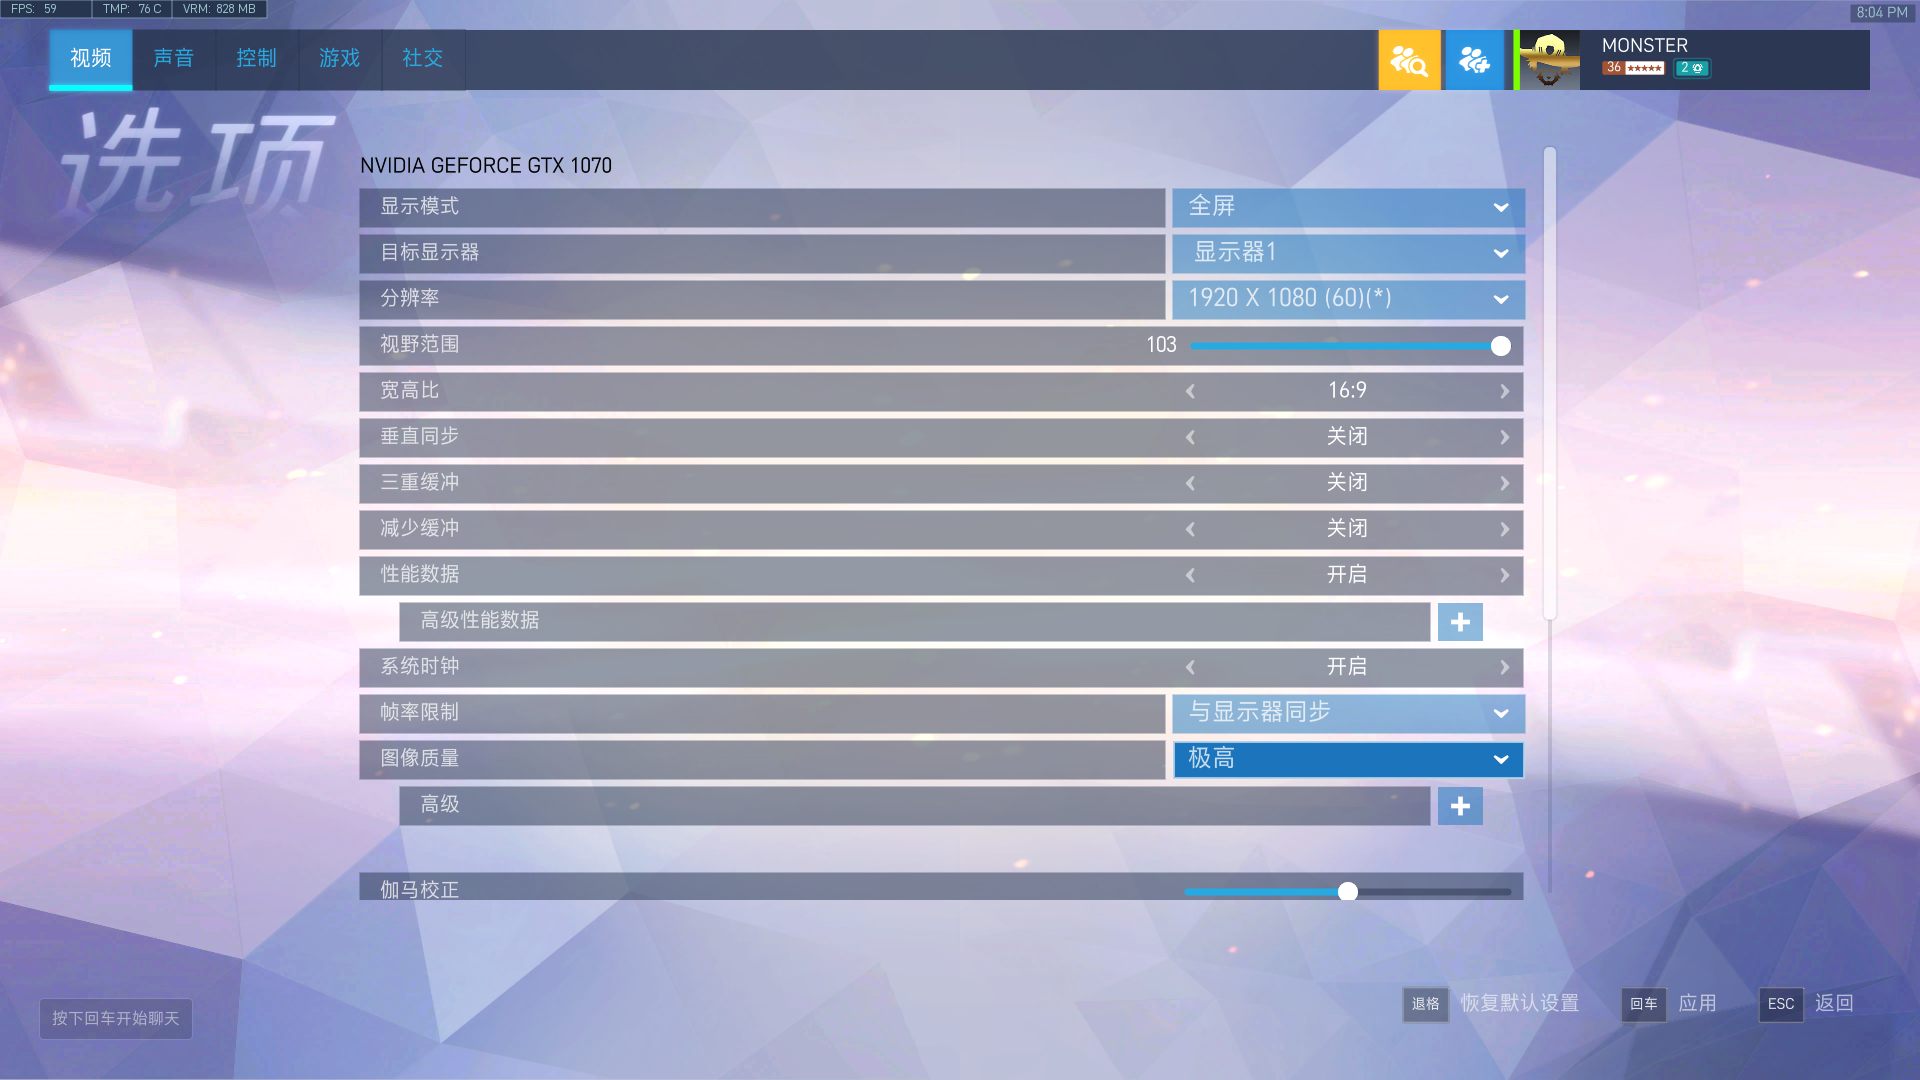 FPS: 59 TMP: 76 C VRM: 828 MB
8:04 PM
视频 声音 控制 游戏 社交
MONSTER
36 ★★★★★ 2
选项
NVIDIA GEFORCE GTX 1070
显示模式 全屏
目标显示器 显示器1
分辨率 1920 X 1080 (60)(*)
视野范围 103
宽高比 16:9
垂直同步 关闭
三重缓冲 关闭
减少缓冲 关闭
性能数据 开启
高级性能数据
系统时钟 开启
帧率限制 与显示器同步
图像质量 极高
高级
伽马校正
按下回车开始聊天
退格 恢复默认设置 回车 应用 ESC 返回